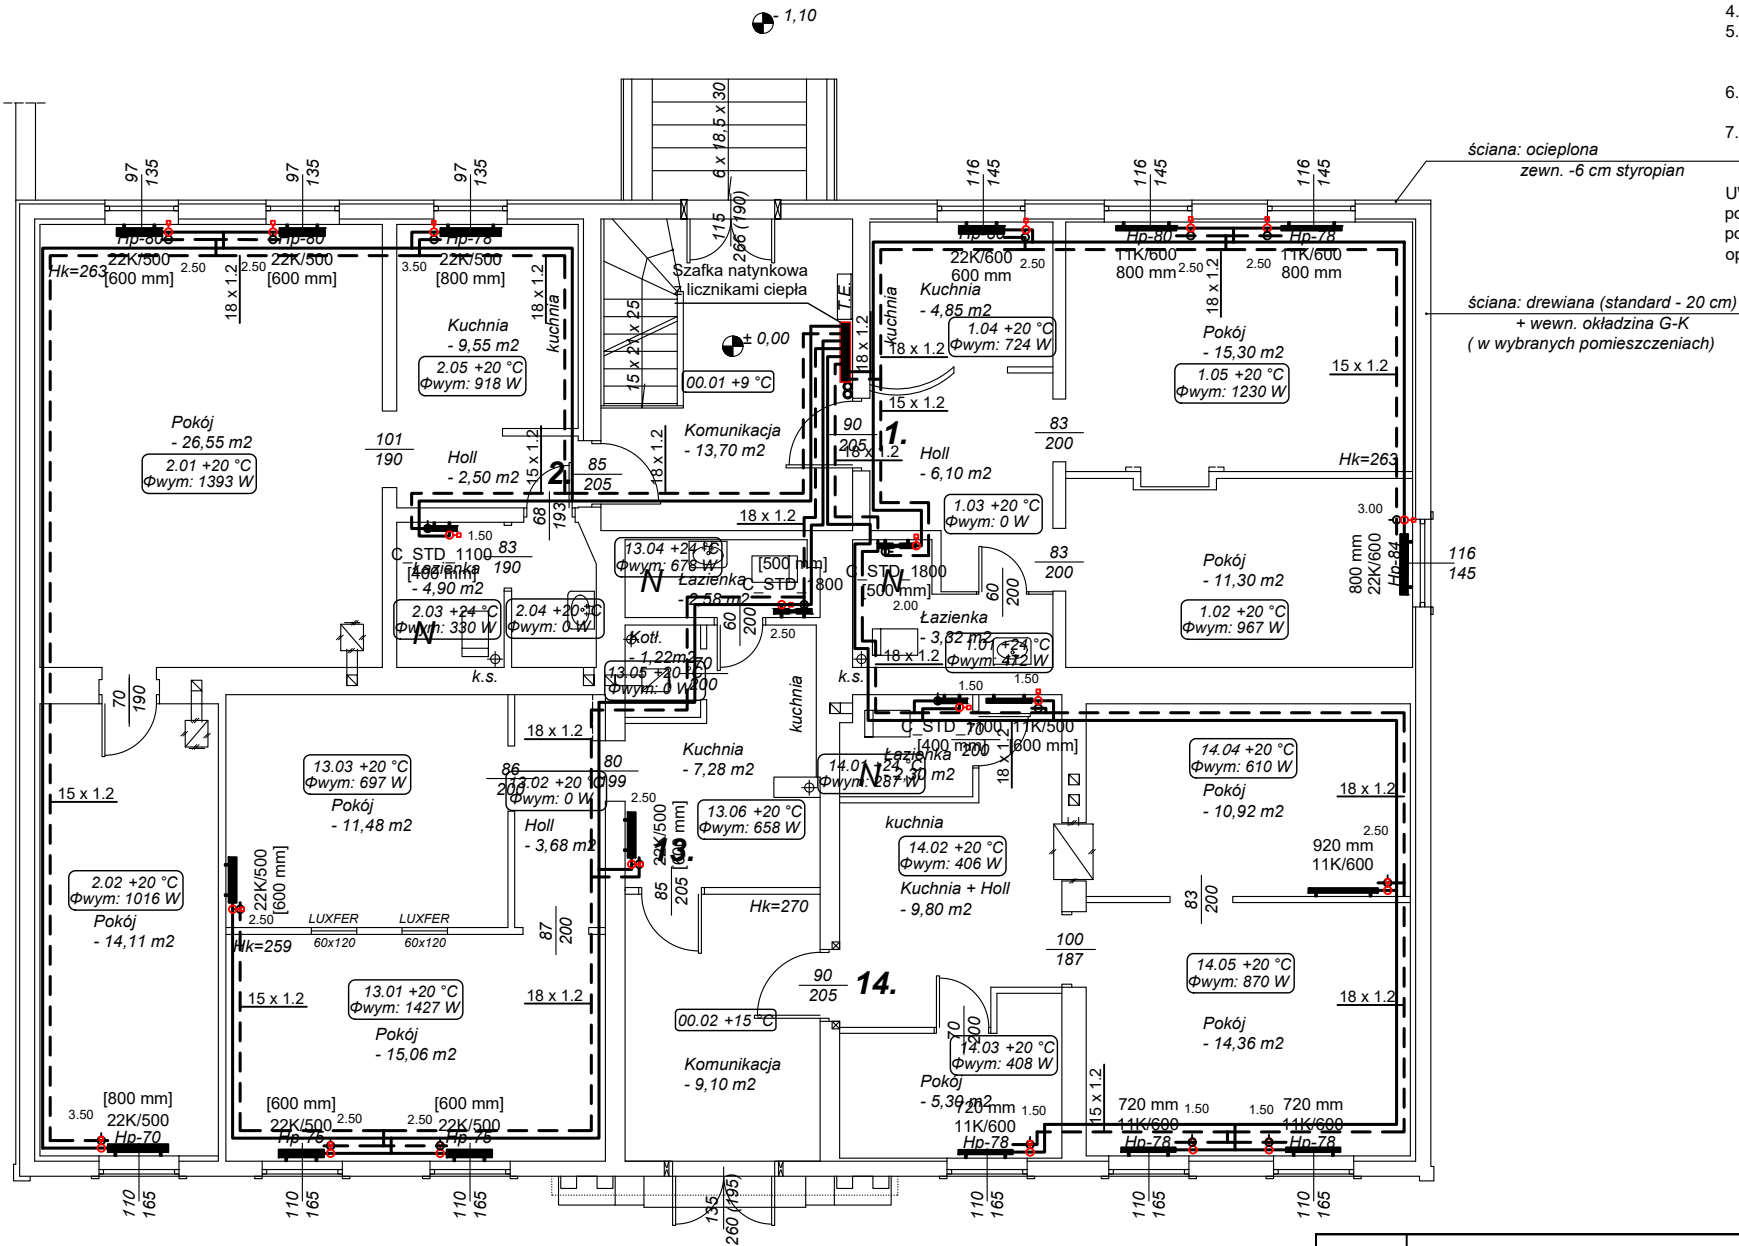 - 1,10
4.
5.
6.
7.
ściana: ocieplona
zewn. -6 cm styropian
ściana: drewiana (standard - 20 cm)
+ wewn. okładzina G-K
( w wybranych pomieszczeniach)
6 x 18,5 x 30
97
135
97
135
97
135
115
266 (190)
116
145
116
145
116
145
Hp-80
22K/500
[600 mm]
2.50
Hp-80
22K/500
[600 mm]
2.50
Hp-78
22K/500
[800 mm]
3.50
Hk=263
18 x 1.2
18 x 1.2
kuchnia
Kuchnia
- 9,55 m2
2.05 +20 °C
Φwym: 918 W
Pokój
- 26,55 m2
2.01 +20 °C
Φwym: 1393 W
101
190
Holl
- 2,50 m2
15 x 1.2
2.
85
205
18 x 1.2
68
193
Szafka natynkowa
z licznikami ciepła
± 0,00
15 x 21 x 25
00.01 +9 °C
Komunikacja
- 13,70 m2
T.E.
18 x 1.2
kuchnia
22K/600
600 mm
Kuchnia
- 4,85 m2
1.04 +20 °C
Φwym: 724 W
18 x 1.2
15 x 1.2
90
205
1.
18 x 1.2
Holl
- 6,10 m2
1.03 +20 °C
Φwym: 0 W
83
200
Hp-80
11K/600
800 mm
2.50
18 x 1.2
2.50
Hp-78
11K/600
800 mm
Pokój
- 15,30 m2
1.05 +20 °C
Φwym: 1230 W
15 x 1.2
Hk=263
3.00
800 mm
22K/600
Hp-84
116
145
83
200
Pokój
- 11,30 m2
1.02 +20 °C
Φwym: 967 W
60
200
Łazienka
- 3,32 m2
1.01 +24 °C
Φwym: 472 W
C_STD_1800
[500 mm]
2.00
N
18 x 1.2
k.s.
18 x 1.2
13.04 +24 °C
Φwym: 678 W
Łazienka
- 2,58 m2
N
[500 mm]
C_STD_1800
2.50
60
200
Kotł.
- 1,22m2
13.05 +20 °C
Φwym: 0 W
70
200
1.50
C_STD_1100
[400 mm]
83
190
Łazienka
- 4,90 m2
2.03 +24 °C
Φwym: 330 W
N
2.04 +20 °C
Φwym: 0 W
k.s.
70
190
15 x 1.2
2.02 +20 °C
Φwym: 1016 W
Pokój
- 14,11 m2
[800 mm]
3.50
22K/500
Hp-70
13.03 +20 °C
Φwym: 697 W
Pokój
- 11,48 m2
18 x 1.2
86
200
13.02 +20 °C
Φwym: 0 W
80
199
Holl
- 3,68 m2
22K/500
[600 mm]
2.50
LUXFER
60x120
LUXFER
60x120
Hk=259
87
200
15 x 1.2
13.01 +20 °C
Φwym: 1427 W
18 x 1.2
Pokój
- 15,06 m2
[600 mm]
22K/500
2.50
Hp-75
2.50
[600 mm]
22K/500
Hp-75
Kuchnia
- 7,28 m2
kuchnia
13.06 +20 °C
Φwym: 658 W
2.50
22K/500
[600 mm]
13.
85
205
Hk=270
00.02 +15 °C
Komunikacja
- 9,10 m2
90
205
14.
1.50
1.50
C_STD_1100
[400 mm]
11K/500
[600 mm]
70
200
18 x 1.2
Łazienka
- 2,30 m2
14.01 +24 °C
Φwym: 287 W
N
kuchnia
14.02 +20 °C
Φwym: 406 W
Kuchnia + Holl
- 9,80 m2
100
187
14.04 +20 °C
Φwym: 610 W
Pokój
- 10,92 m2
18 x 1.2
2.50
920 mm
11K/600
83
200
14.05 +20 °C
Φwym: 870 W
18 x 1.2
Pokój
- 14,36 m2
70
200
14.03 +20 °C
Φwym: 408 W
Pokój
- 5,30 m2
720 mm
11K/600
1.50
Hp-78
15 x 1.2
720 mm
11K/600
1.50
Hp-78
1.50
720 mm
11K/600
Hp-78
110
165
110
165
110
165
135
260 (195)
110
165
110
165
110
165